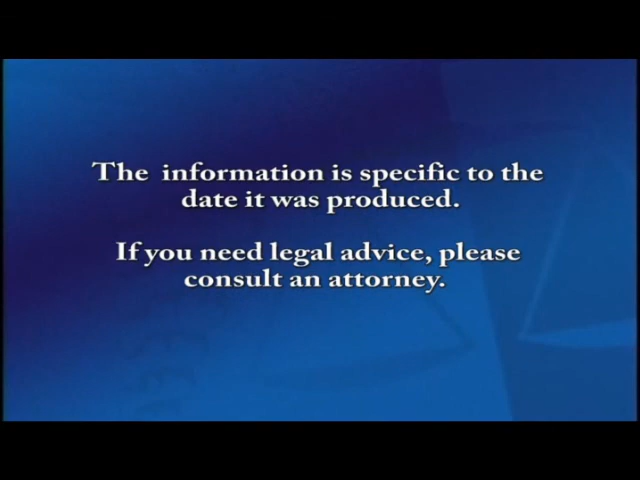 The information is specific to the
date it was produced.
If you need legal advice, please
consult an attorney.